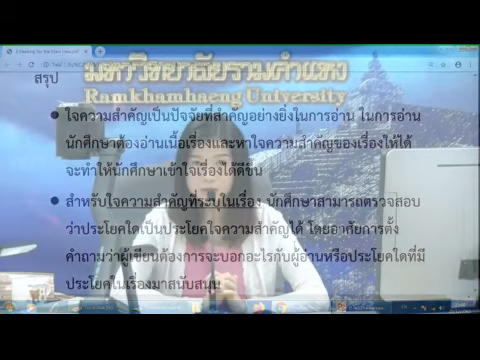 สรุป
มหาวิทยาลัยรามคำแหง
Ramkhamhaeng University
• ใจความสำคัญเป็นปัจจัยที่สำคัญอย่างยิ่งในการอ่าน ในการอ่าน
นักศึกษาต้องอ่านเนื้อเรื่องและหาใจความสำคัญของเรื่องให้ได้
จะทำให้นักศึกษาเข้าใจเรื่องได้ดีขึ้น
• สำหรับใจความสำคัญที่ระบุในเรื่อง นักศึกษาสามารถตรวจสอบ
ว่าประโยคใดเป็นประโยคใจความสำคัญได้ โดยอาศัยการตั้ง
คำถามว่าผู้เขียนต้องการจะบอกอะไรกับผู้อ่านหรือประโยคใดที่มี
ประโยคในเรื่องมาสนับสนุน